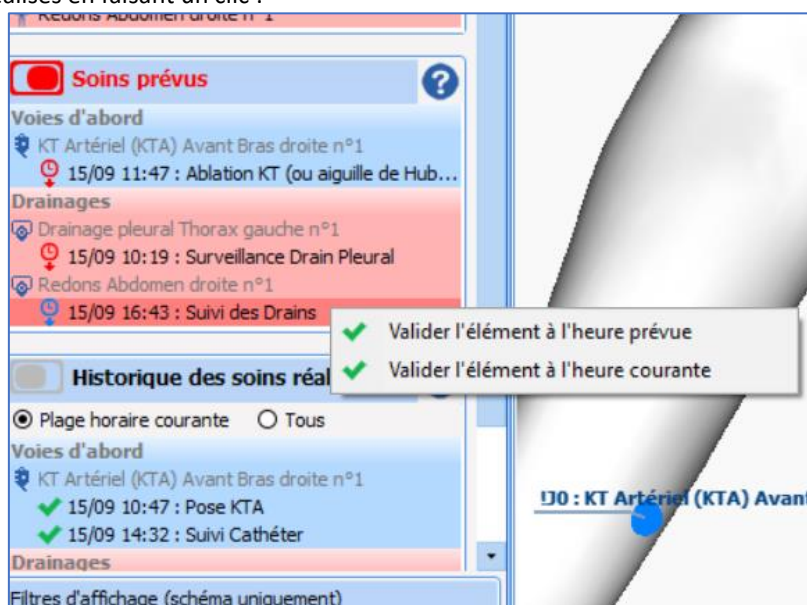 alisés en faisant un clic :
Redons Abdomen droite n°1
Soins prévus
?
Voies d'abord
KT Artériel (KTA) Avant Bras droite n°1
15/09 11:47 : Ablation KT (ou aiguille de Hub...
Drainages
Drainage pleural Thorax gauche n°1
15/09 10:19 : Surveillance Drain Pleural
Redons Abdomen droite n°1
15/09 16:43 : Suivi des Drains
Valider l'élément à l'heure prévue
Valider l'élément à l'heure courante
Historique des soins réal
Plage horaire courante
Tous
Voies d'abord
KT Artériel (KTA) Avant Bras droite n°1
15/09 10:47 : Pose KTA
15/09 14:32 : Suivi Cathéter
Drainages
Filtres d'affichage (schéma uniquement)
J0 : KT Artériel (KTA) Avant